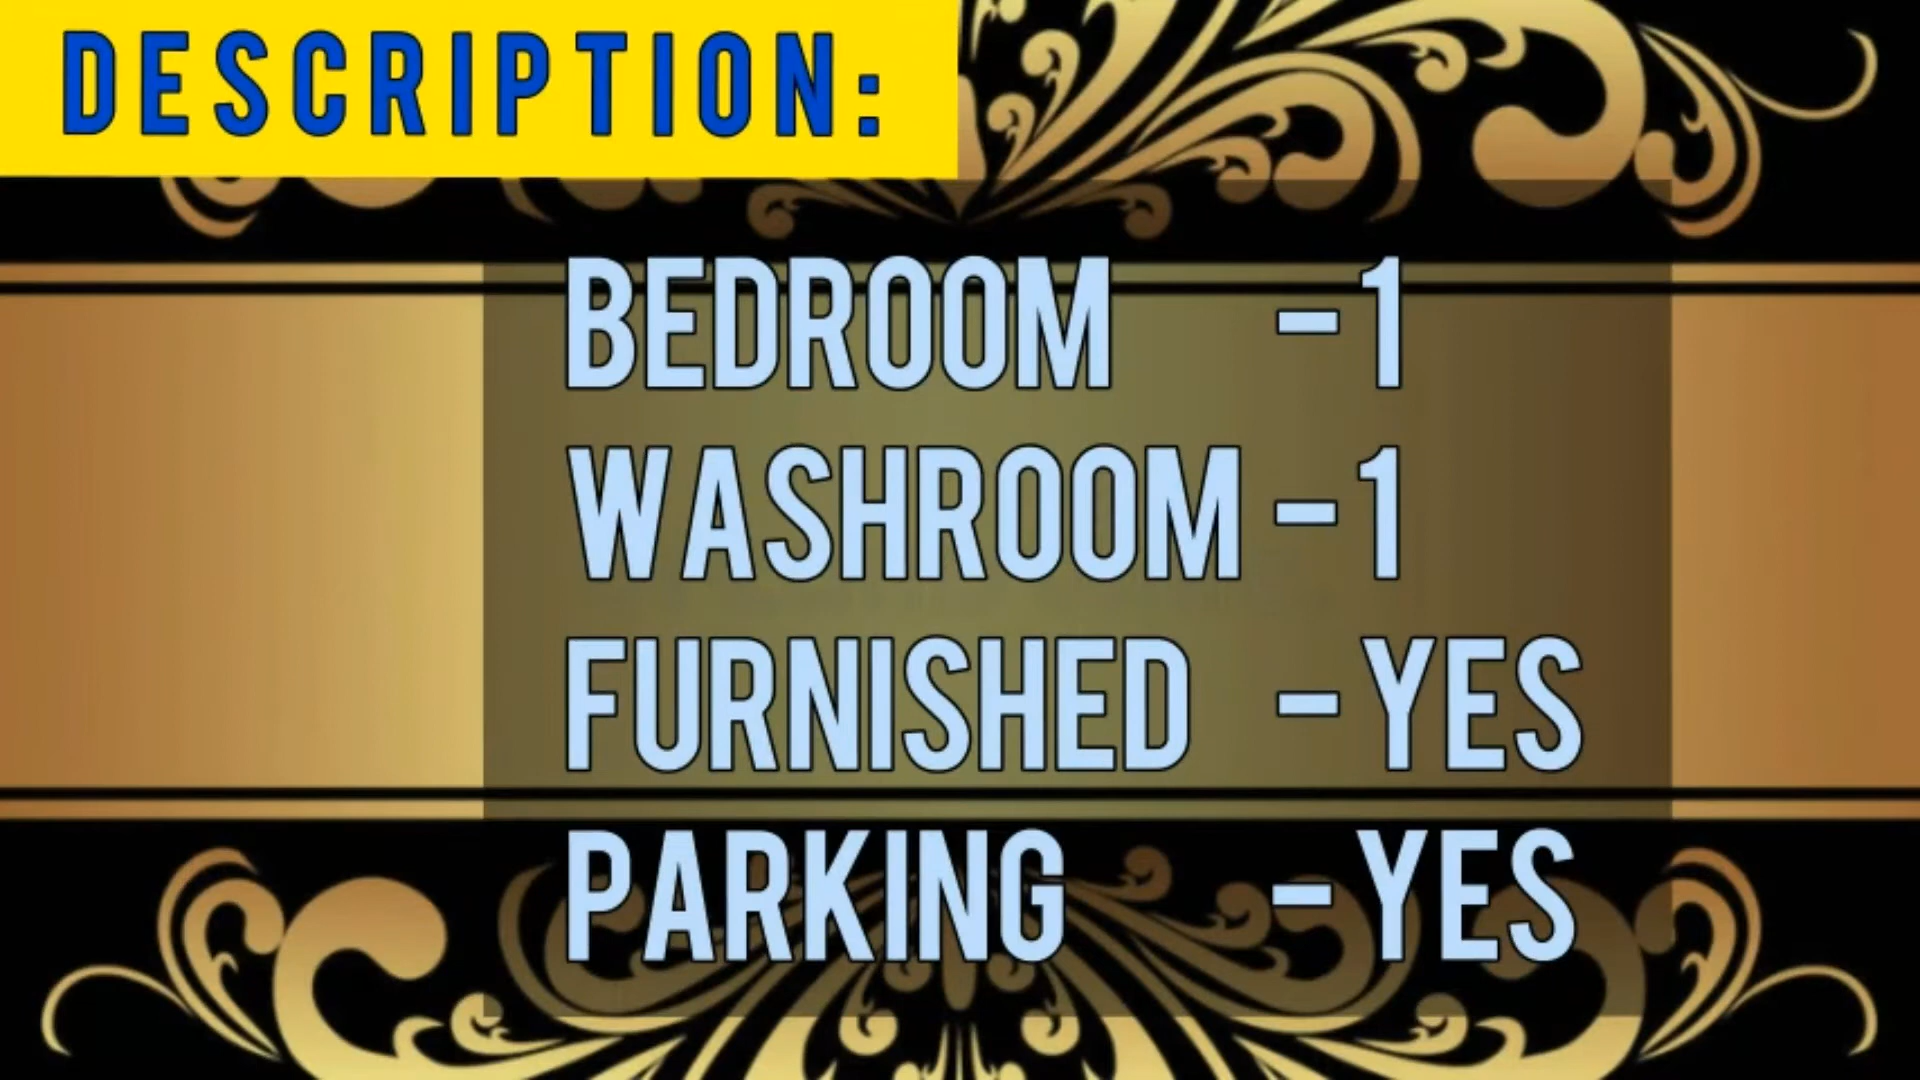 DESCRIPTION:
BEDROOM - 1
WASHROOM - 1
FURNISHED - YES
PARKING - YES